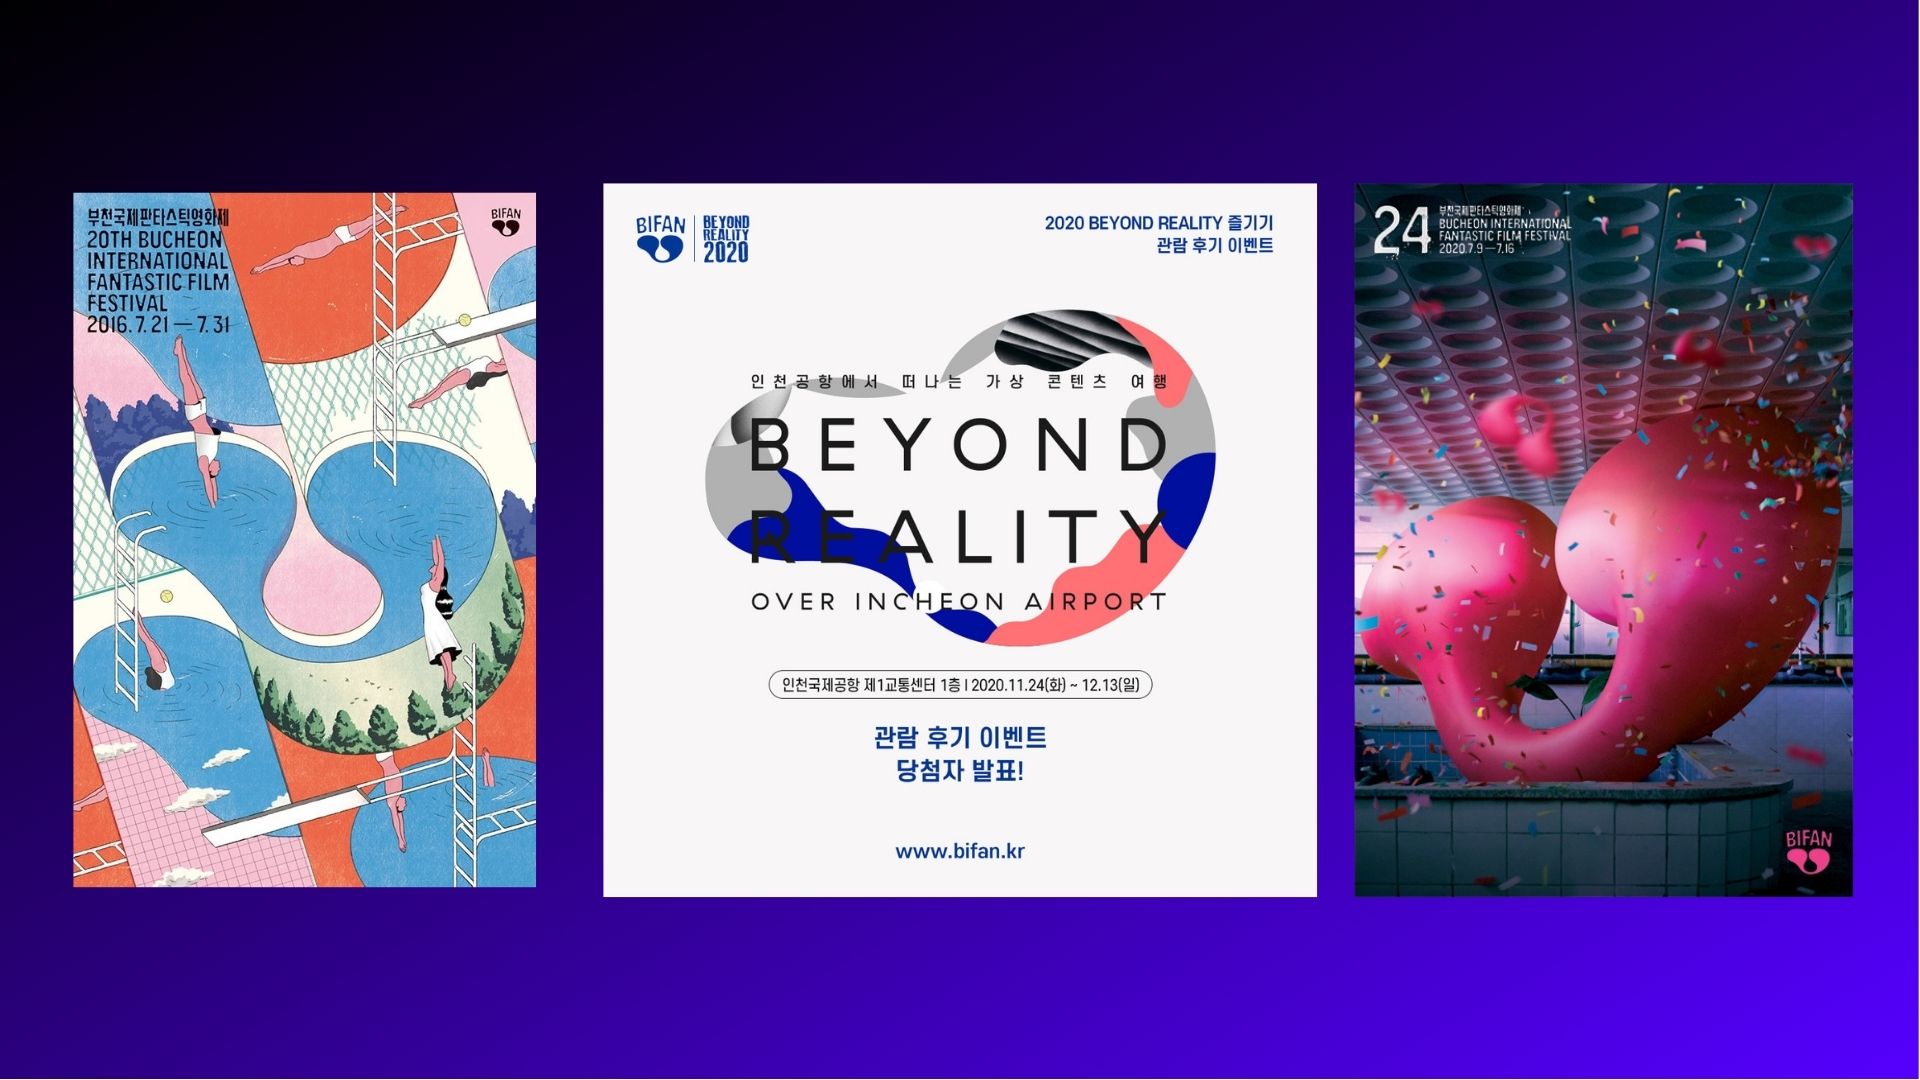 부천국제판타스틱영화제
20TH BUCHEON
INTERNATIONAL
FANTASTIC FILM
FESTIVAL
2016.7.21 — 7.31
BIFAN
BIFAN
BEYOND
REALITY
2020
2020 BEYOND REALITY 즐기기
관람 후기 이벤트
인천공항에서 떠나는 가상 콘텐츠 여행
BEYOND
REALITY
OVER INCHEON AIRPORT
인천국제공항 제1교통센터 1층 I 2020.11.24(화) ~ 12.13(일)
관람 후기 이벤트
당첨자 발표!
www.bifan.kr
24
부천국제판타스틱영화제
BUCHEON INTERNATIONAL
FANTASTIC FILM FESTIVAL
2020.7.9 — 7.16
BIFAN